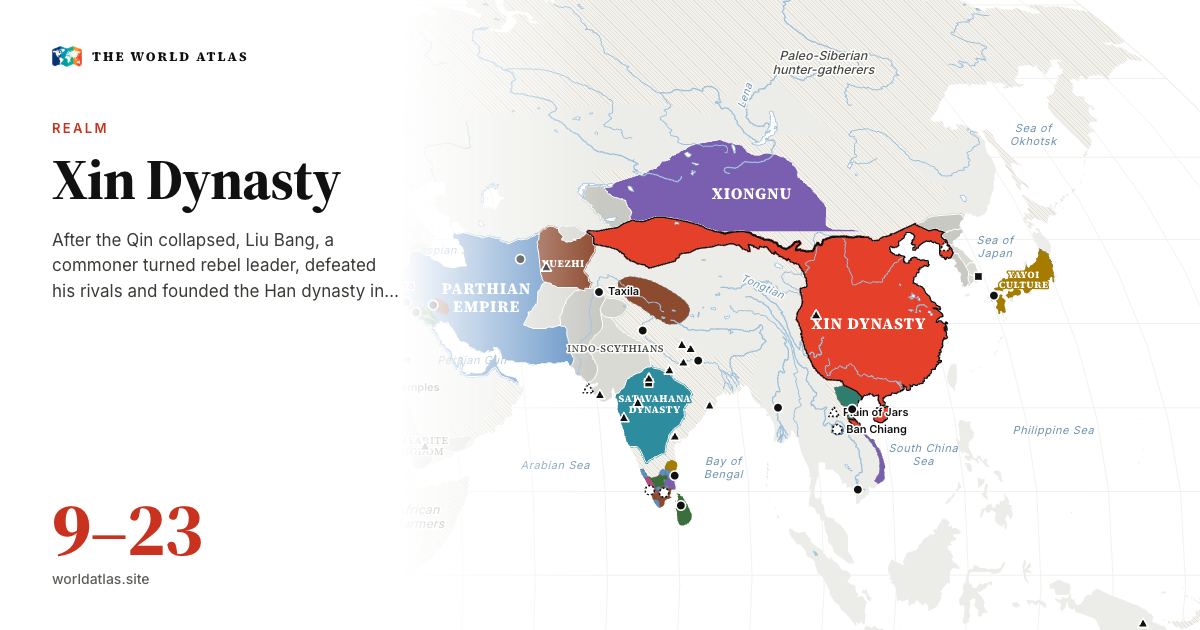 THE WORLD ATLAS
REALM
Xin Dynasty
After the Qin collapsed, Liu Bang, a
commoner turned rebel leader, defeated
his rivals and founded the Han dynasty in...
9–23
worldatlas.site
Paleo-Siberian
hunter-gatherers
Lena
Sea of
Okhotsk
XIONGNU
Sea of
Japan
YUEZHI
PARTHIAN
EMPIRE
Taxila
Tongtian
YAYOI
CULTURE
XIN DYNASTY
INDO-SCYTHIANS
Persian Gulf
SATAVAHANA
DYNASTY
Plain of Jars
Ban Chiang
Philippine Sea
South China
Sea
Arabian Sea
Bay of
Bengal